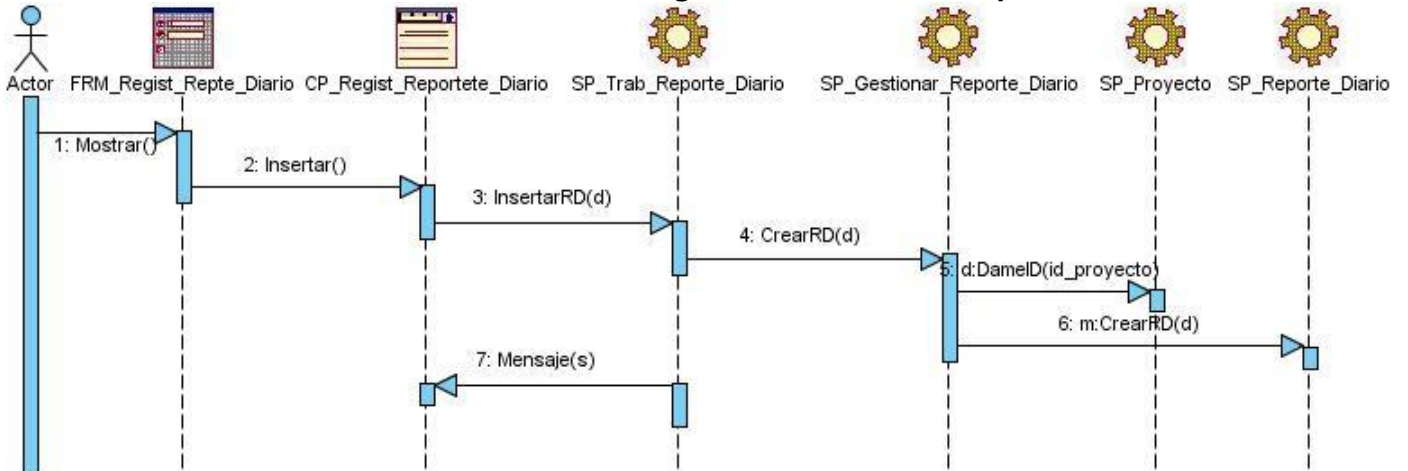 Actor FRM_Regist_Repte_Diario CP_Regist_Reportete_Diario SP_Trab_Reporte_Diario SP_Gestionar_Reporte_Diario SP_Proyecto SP_Reporte_Diario
1: Mostrar()
2: Insertar()
3: InsertarRD(d)
4: CrearRD(d)
5: d:DameID(id_proyecto)
6: m:CrearRD(d)
7: Mensaje(s)